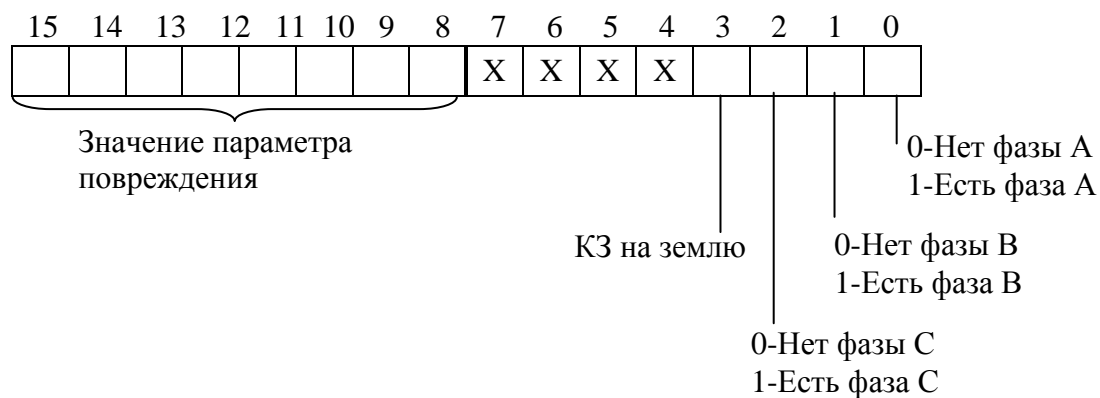 15 14 13 12 11 10 9 8 7 6 5 4 3 2 1 0
X X X X
Значение параметра
повреждения
0-Нет фазы А
1-Есть фаза А
КЗ на землю
0-Нет фазы В
1-Есть фаза В
0-Нет фазы С
1-Есть фаза С